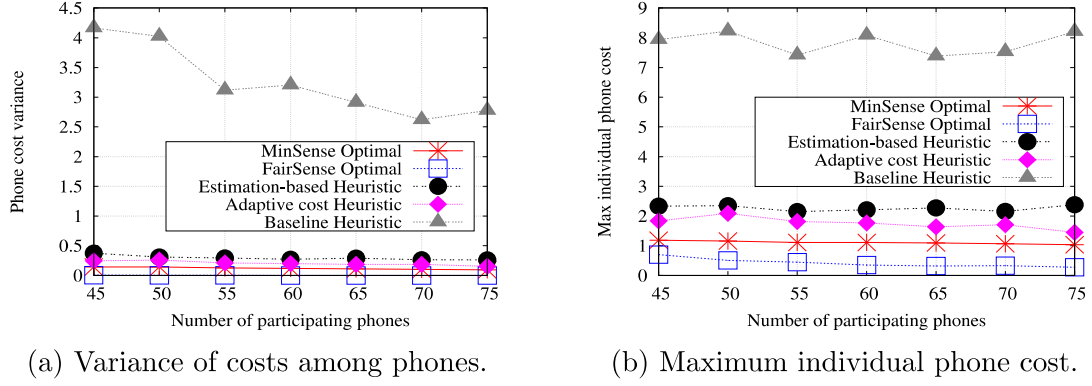 4.5
4
3.5
3
2.5
2
1.5
1
0.5
0
45 50 55 60 65 70 75
Phone cost variance
Number of participating phones
MinSense Optimal
FairSense Optimal
Estimation-based Heuristic
Adaptive cost Heuristic
Baseline Heuristic
(a) Variance of costs among phones.
9
8
7
6
5
4
3
2
1
0
45 50 55 60 65 70 75
Max individual phone cost
Number of participating phones
MinSense Optimal
FairSense Optimal
Estimation-based Heuristic
Adaptive cost Heuristic
Baseline Heuristic
(b) Maximum individual phone cost.